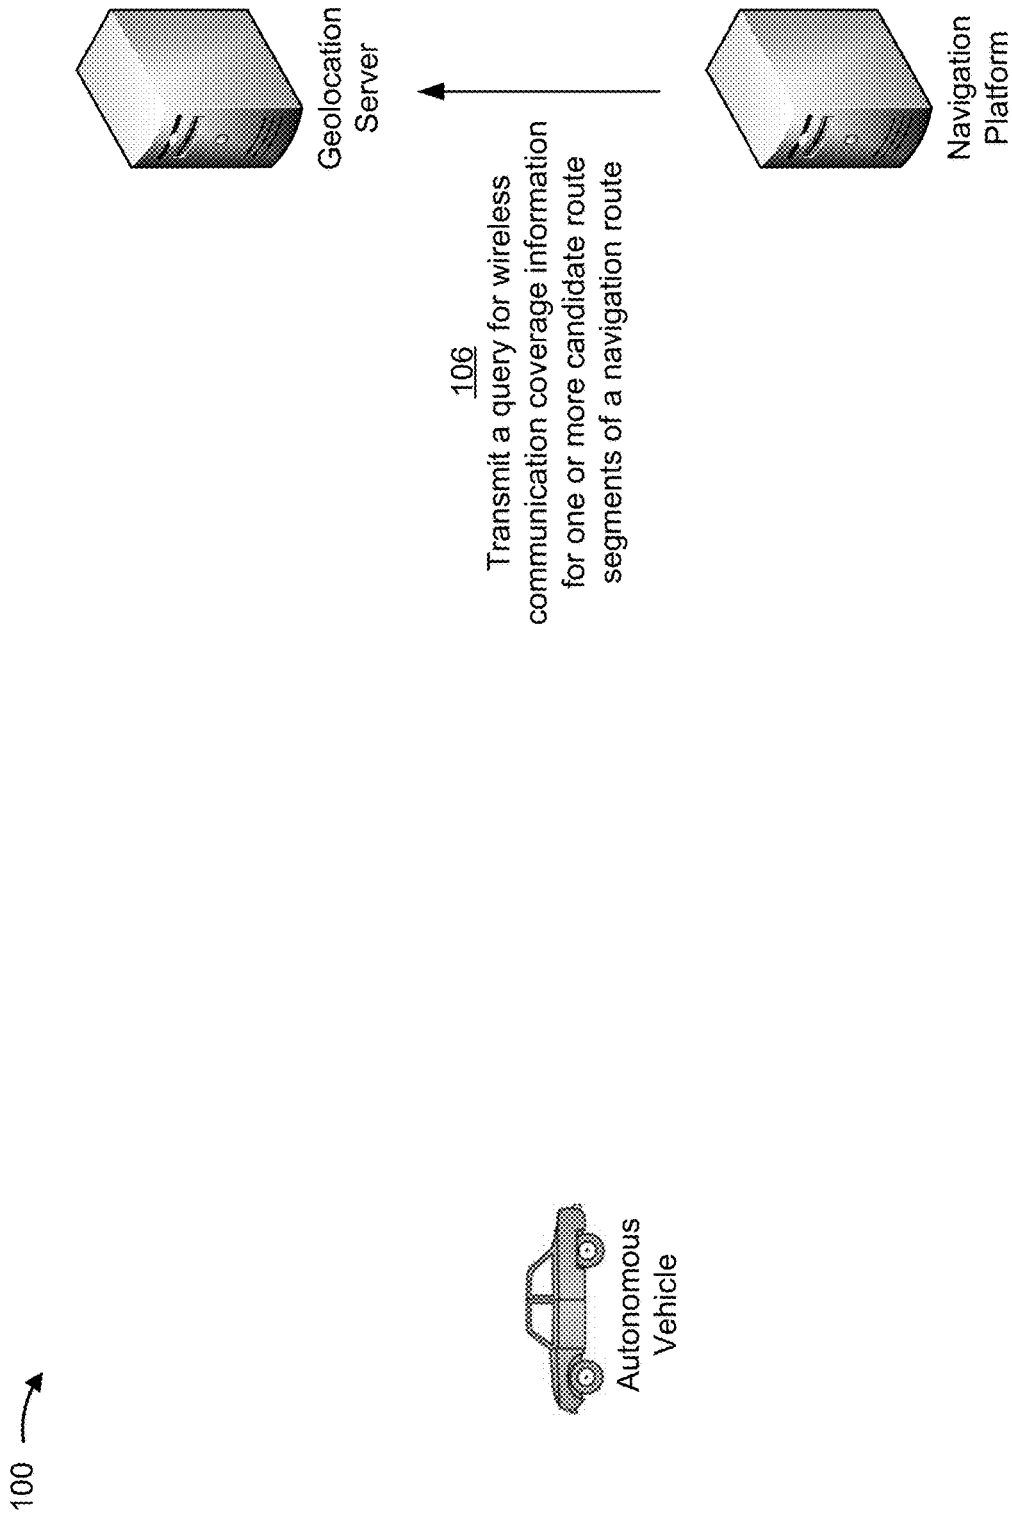 100
Geolocation
Server
106
Transmit a query for wireless
communication coverage information
for one or more candidate route
segments of a navigation route
Autonomous
Vehicle
Navigation
Platform